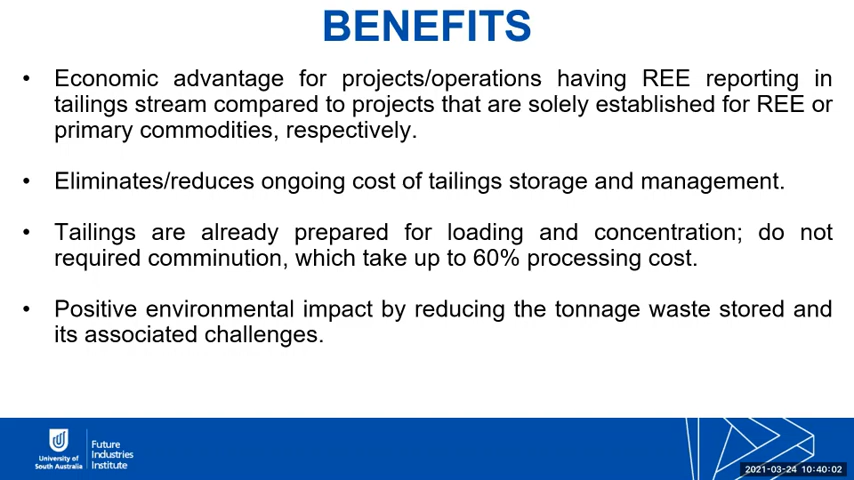 BENEFITS
• Economic advantage for projects/operations having REE reporting in
tailings stream compared to projects that are solely established for REE or
primary commodities, respectively.
• Eliminates/reduces ongoing cost of tailings storage and management.
• Tailings are already prepared for loading and concentration; do not
required comminution, which take up to 60% processing cost.
• Positive environmental impact by reducing the tonnage waste stored and
its associated challenges.
University of
South Australia
Future
Industries
Institute
2021-03-24 10:40:02